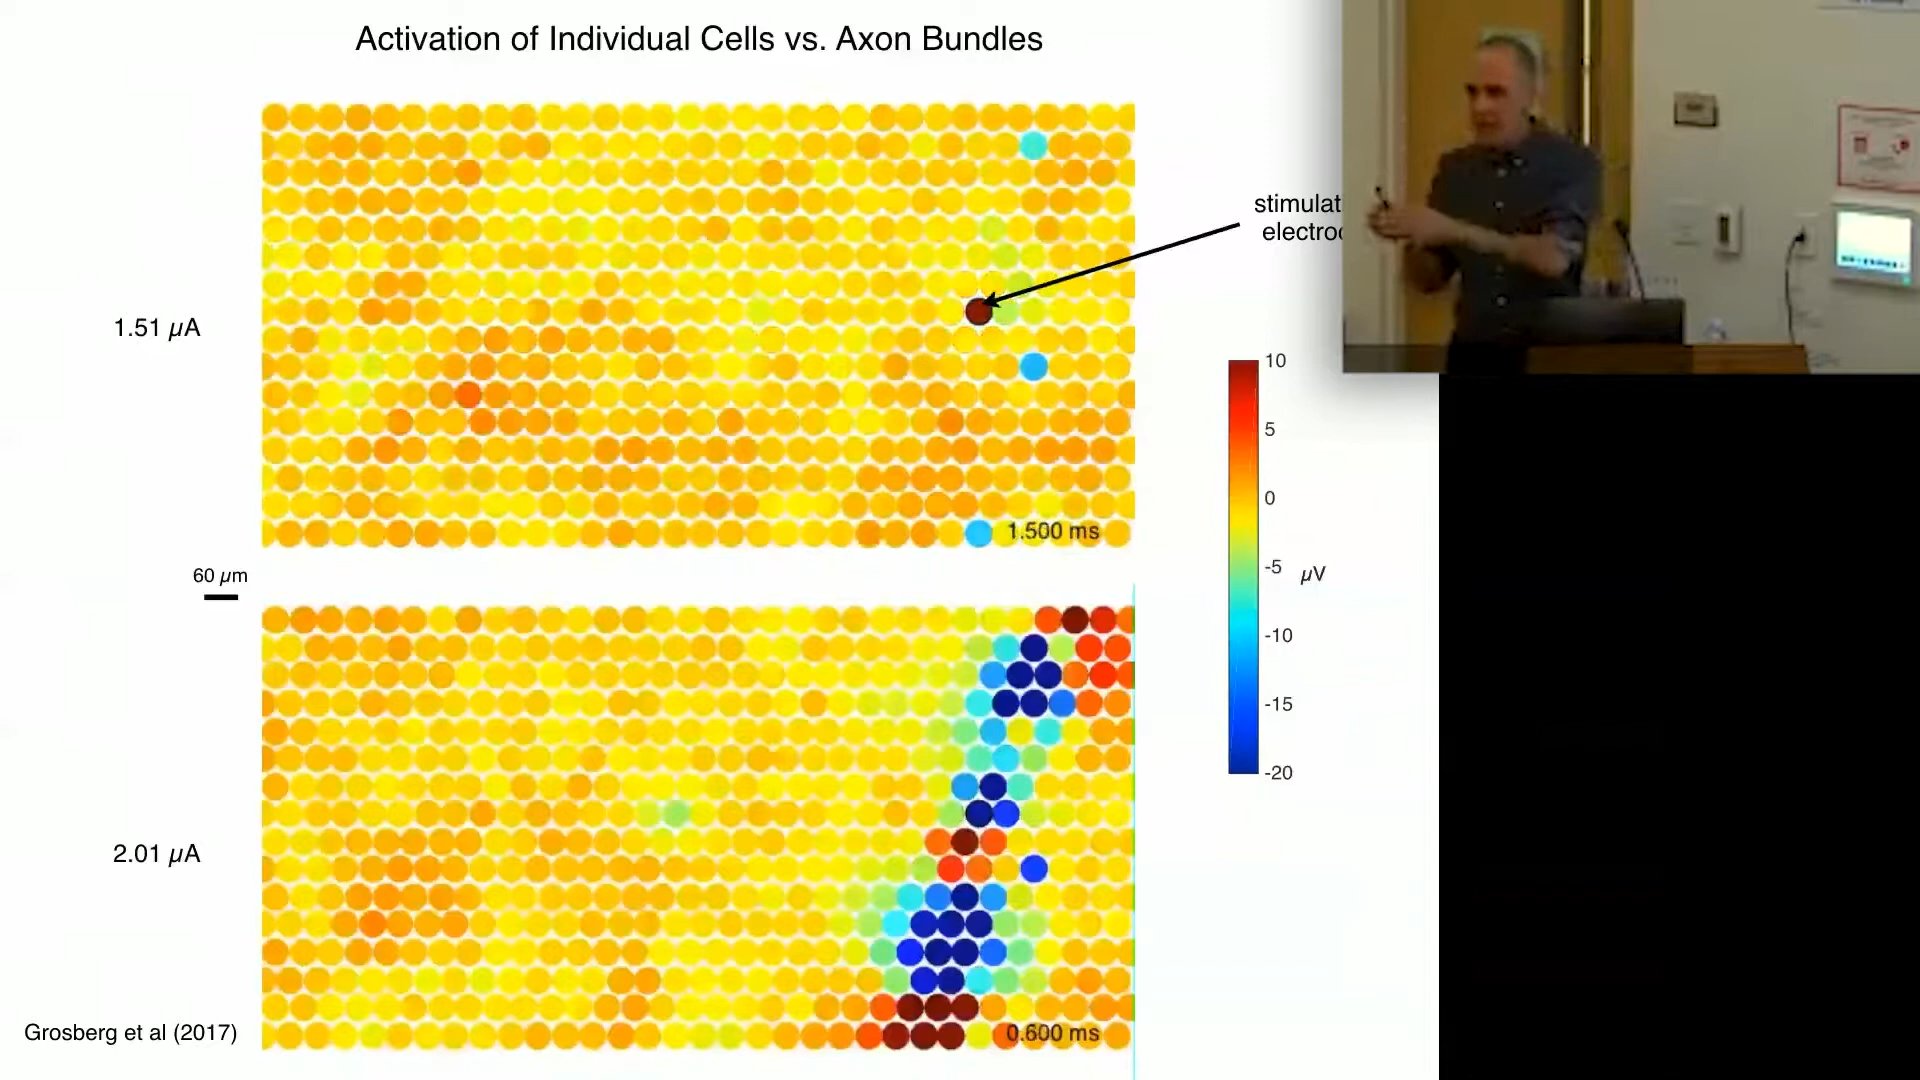 Activation of Individual Cells vs. Axon Bundles
stimulat
electro
1.51 µA
10
5
0
-5
µV
-10
-15
-20
1.500 ms
60 µm
2.01 µA
Grosberg et al (2017)
0.600 ms